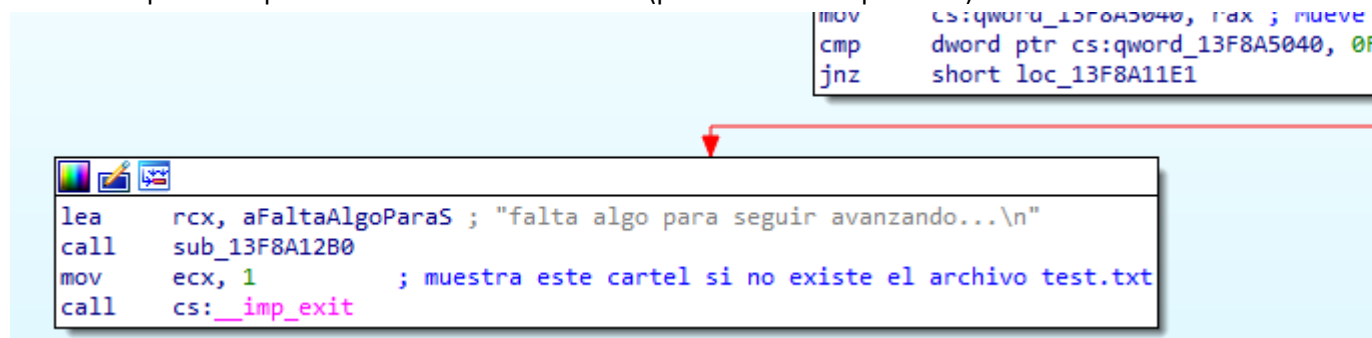 mov cs:qword_13F8A5040, rax ; Mueve
cmp dword ptr cs:qword_13F8A5040, 0F
jnz short loc_13F8A11E1
lea rcx, aFaltaAlgoParaS ; "falta algo para seguir avanzando...\n"
call sub_13F8A12B0
mov ecx, 1 ; muestra este cartel si no existe el archivo test.txt
call cs:__imp_exit